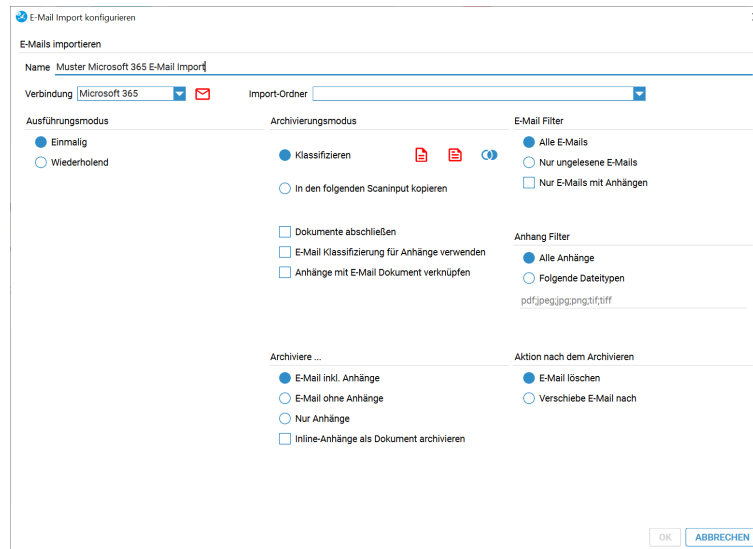 E-Mail Import konfigurieren
E-Mails importieren
Name Muster Microsoft 365 E-Mail Import
Verbindung Microsoft 365 Import-Ordner
Ausführungsmodus
Einmalig
Wiederholend
Archivierungsmodus
Klassifizieren
In den folgenden Scaninput kopieren
Dokumente abschließen
E-Mail Klassifizierung für Anhänge verwenden
Anhänge mit E-Mail Dokument verknüpfen
E-Mail Filter
Alle E-Mails
Nur ungelesene E-Mails
Nur E-Mails mit Anhängen
Anhang Filter
Alle Anhänge
Folgende Dateitypen
pdf;jpeg;jpg;png;tif;tiff
Archiviere ...
E-Mail inkl. Anhänge
E-Mail ohne Anhänge
Nur Anhänge
Inline-Anhänge als Dokument archivieren
Aktion nach dem Archivieren
E-Mail löschen
Verschiebe E-Mail nach
OK ABBRECHEN